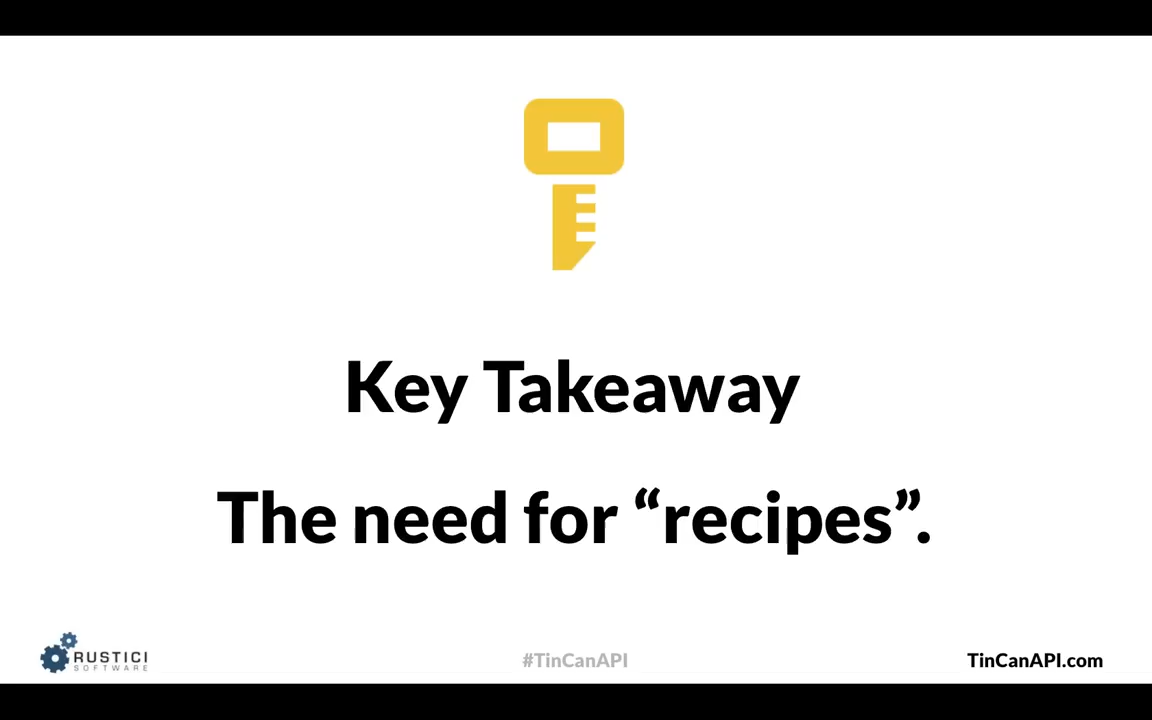 Key Takeaway
The need for “recipes”.
RUSTICI
SOFTWARE
#TinCanAPI
TinCanAPI.com